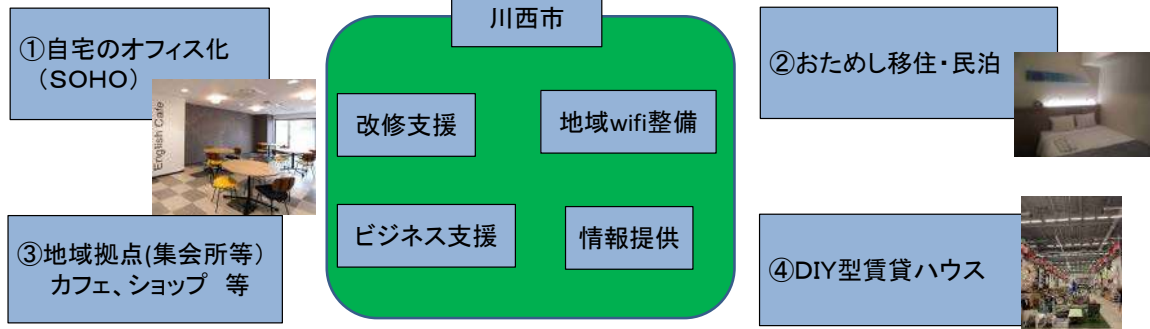 川西市
①自宅のオフィス化
（SOHO）
English Cafe
改修支援
地域wifi整備
②おためし移住・民泊
③地域拠点(集会所等）
カフェ、ショップ　等
ビジネス支援
情報提供
④DIY型賃貸ハウス